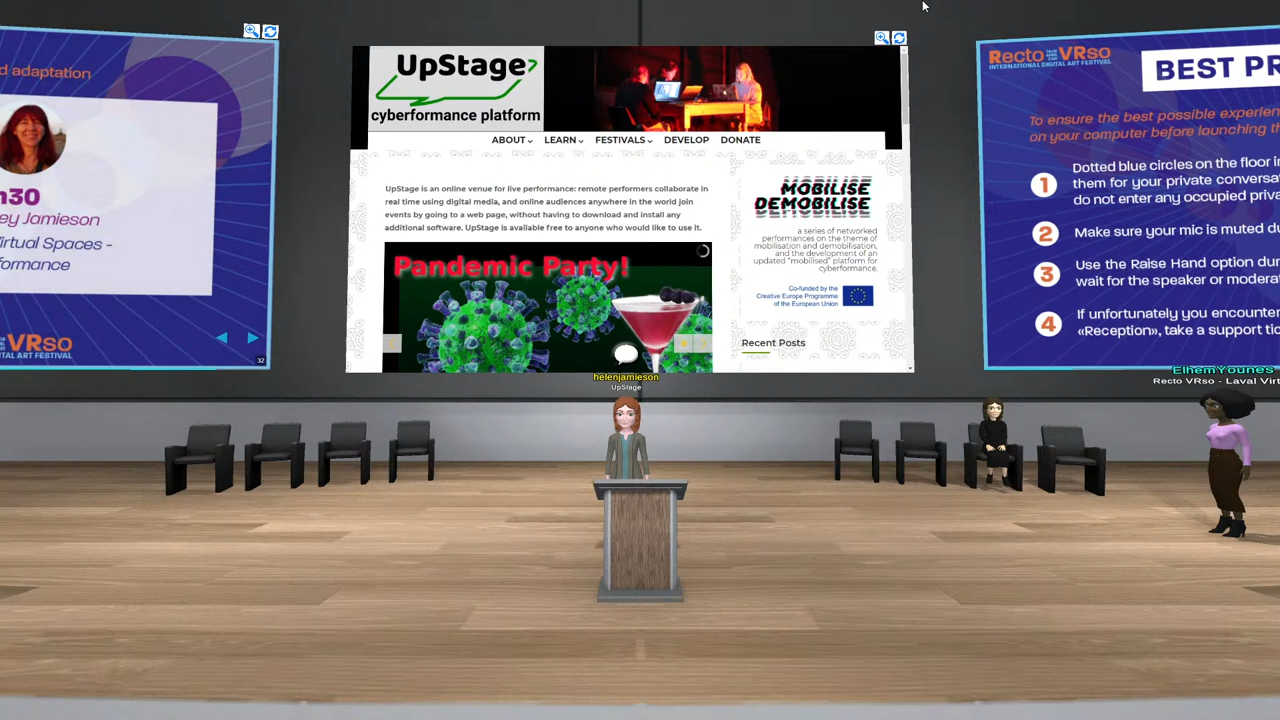 d adaptation
h30
ey Jamieson
Virtual Spaces -
formance
VRso
TAL ART FESTIVAL
32
UpStage
cyberformance platform
ABOUT LEARN FESTIVALS DEVELOP DONATE
UpStage is an online venue for live performance: remote performers collaborate in
real time using digital media, and online audiences anywhere in the world join
events by going to a web page, without having to download and install any
additional software. UpStage is available free to anyone who would like to use it.
Pandemic Party!
MOBILISE
DEMOBILISE
a series of networked
performances on the theme of
mobilisation and demobilisation,
and the development of an
updated "mobilised" platform for
cyberformance.
Co-funded by the
Creative Europe Programme
of the European Union
Recent Posts
Recto VRso
INTERNATIONAL DIGITAL ART FESTIVAL
BEST PR
To ensure the best possible experien
on your computer before launching th
1 Dotted blue circles on the floor in
them for your private conversa
do not enter any occupied priva
2 Make sure your mic is muted du
3 Use the Raise Hand option dur
wait for the speaker or modera
4 If unfortunately you encounter
«Reception», take a support tic
helenjamieson
UpStage
ElhemYounes
Recto VRso - Laval Virt